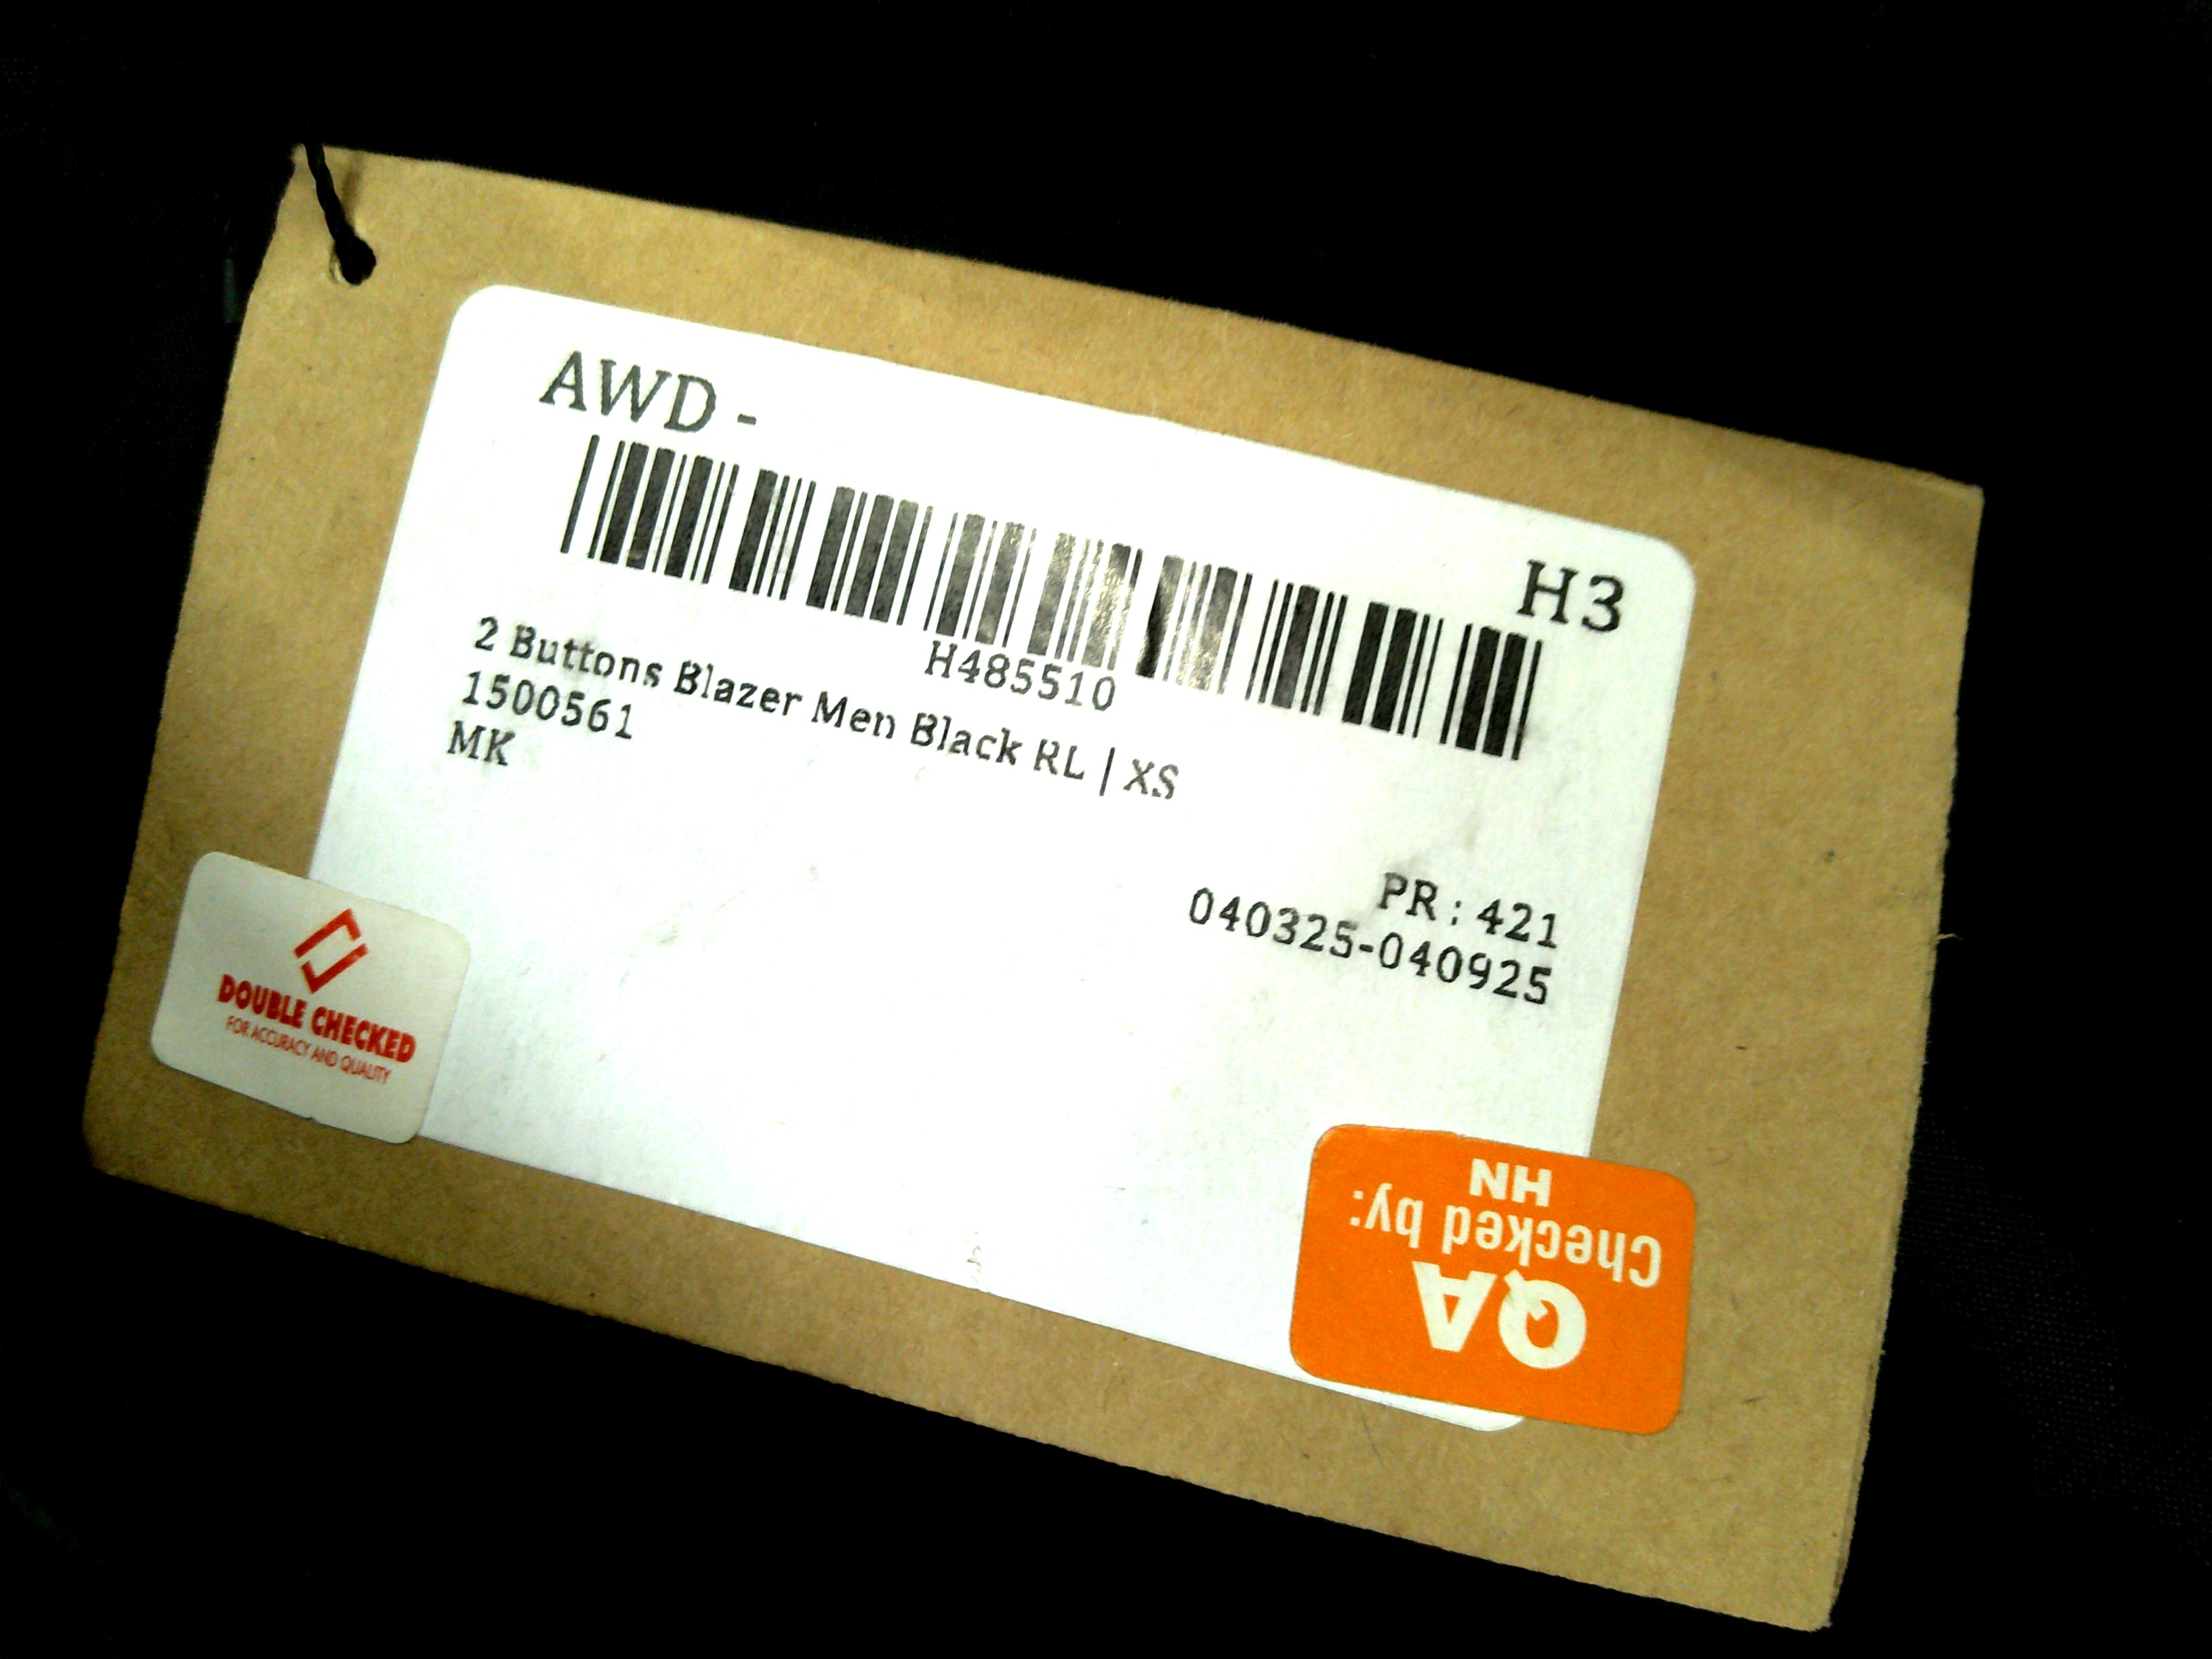 AWD -
H3
H485510
2 Buttons Blazer Men Black RL | XS
1500561
MK
PR : 421
040325-040925
DOUBLE CHECKED
FOR ACCURACY AND QUALITY
QA
Checked by:
HN